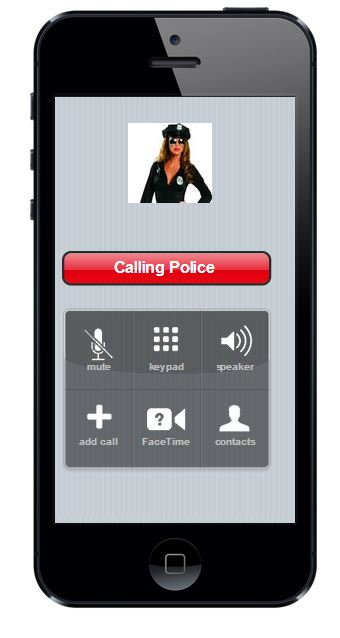 Calling Police
mute keypad speaker
add call FaceTime contacts